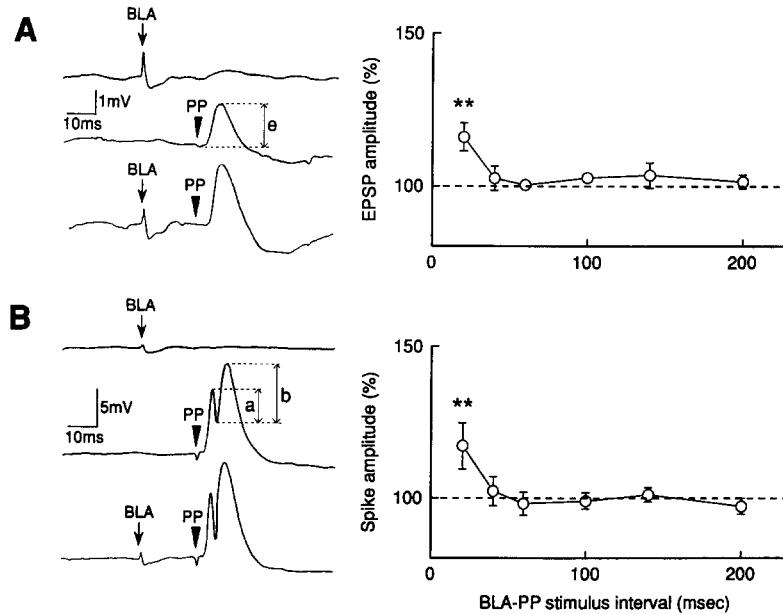 A
BLA
1mV
10ms
PP
e
BLA
PP
150
**
EPSP amplitude (%)
100
0
100
200
B
BLA
5mV
10ms
PP
a
b
BLA
PP
150
**
Spike amplitude (%)
100
0
100
200
BLA-PP stimulus interval (msec)